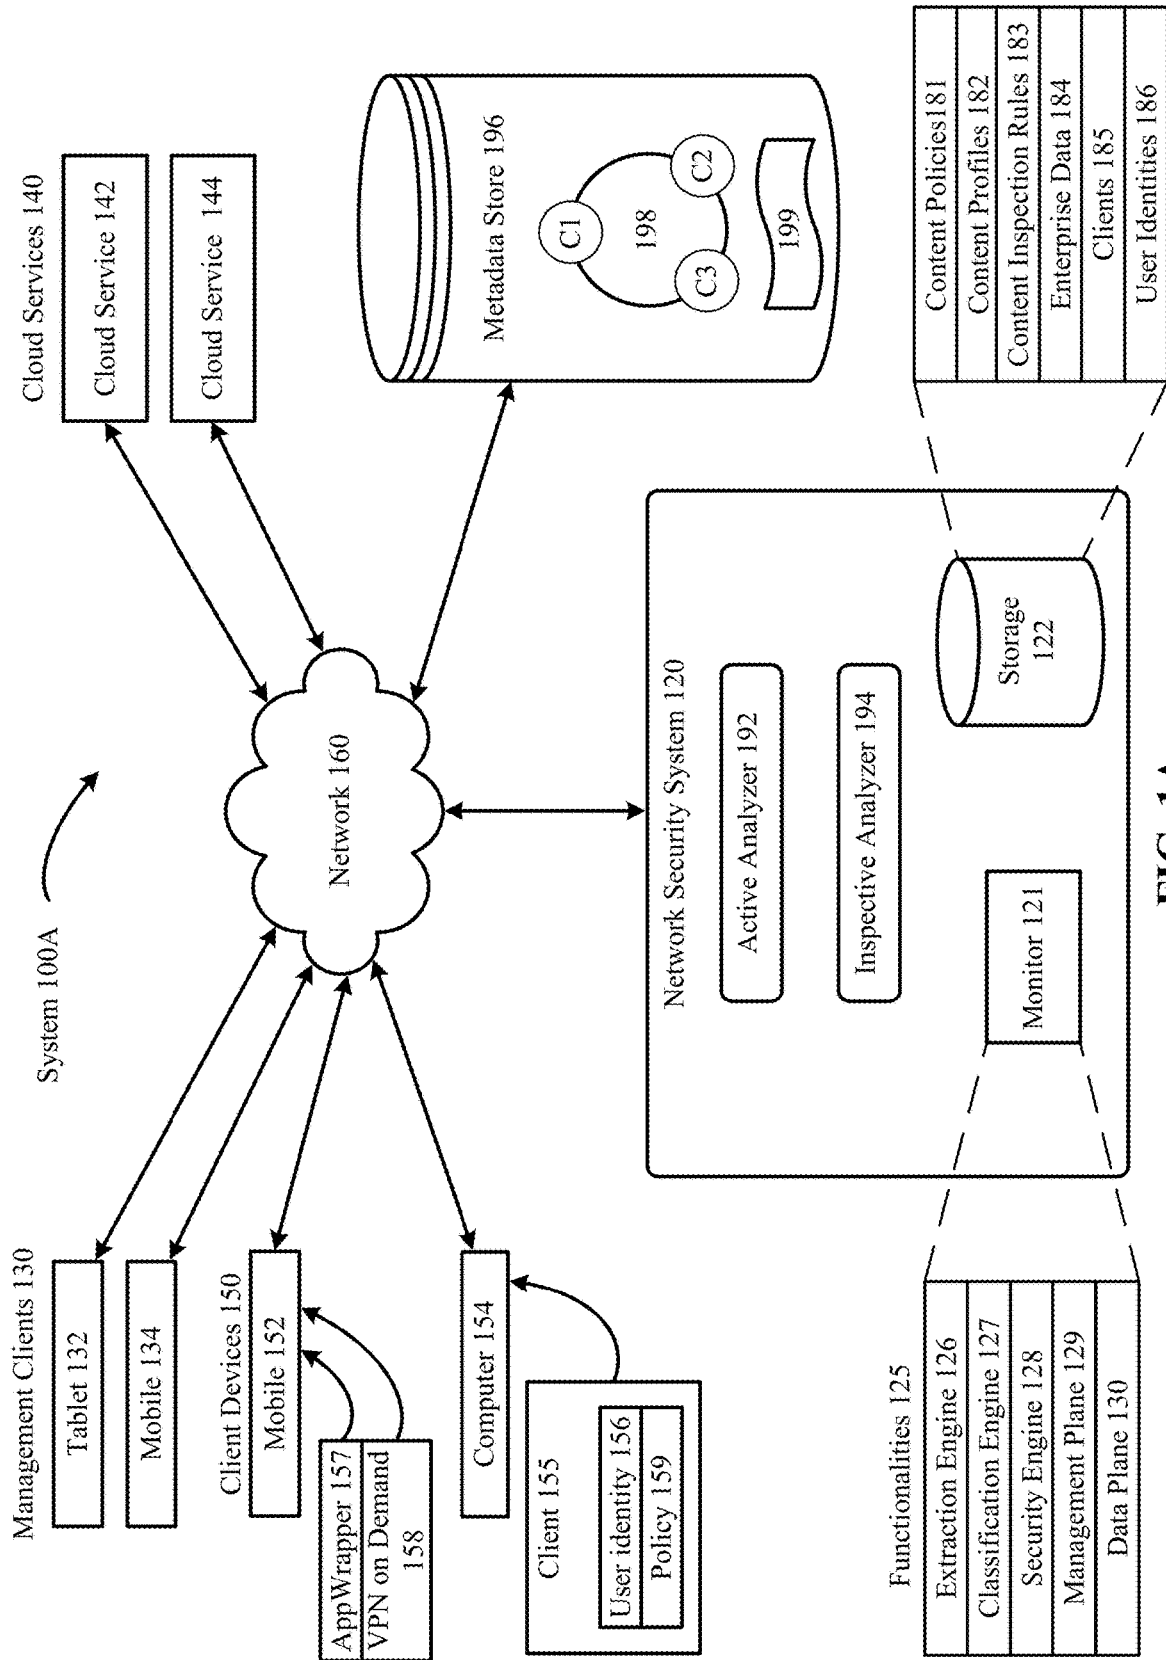 System 100A
Management Clients 130
Tablet 132
Mobile 134
Client Devices 150
Mobile 152
AppWrapper 157
VPN on Demand
158
Computer 154
Client 155
User identity 156
Policy 159
Network 160
Cloud Services 140
Cloud Service 142
Cloud Service 144
Metadata Store 196
C1
198
C3
C2
199
Network Security System 120
Active Analyzer 192
Inspective Analyzer 194
Monitor 121
Storage
122
Functionalities 125
Extraction Engine 126
Classification Engine 127
Security Engine 128
Management Plane 129
Data Plane 130
Content Policies181
Content Profiles 182
Content Inspection Rules 183
Enterprise Data 184
Clients 185
User Identities 186
FIG. 1A